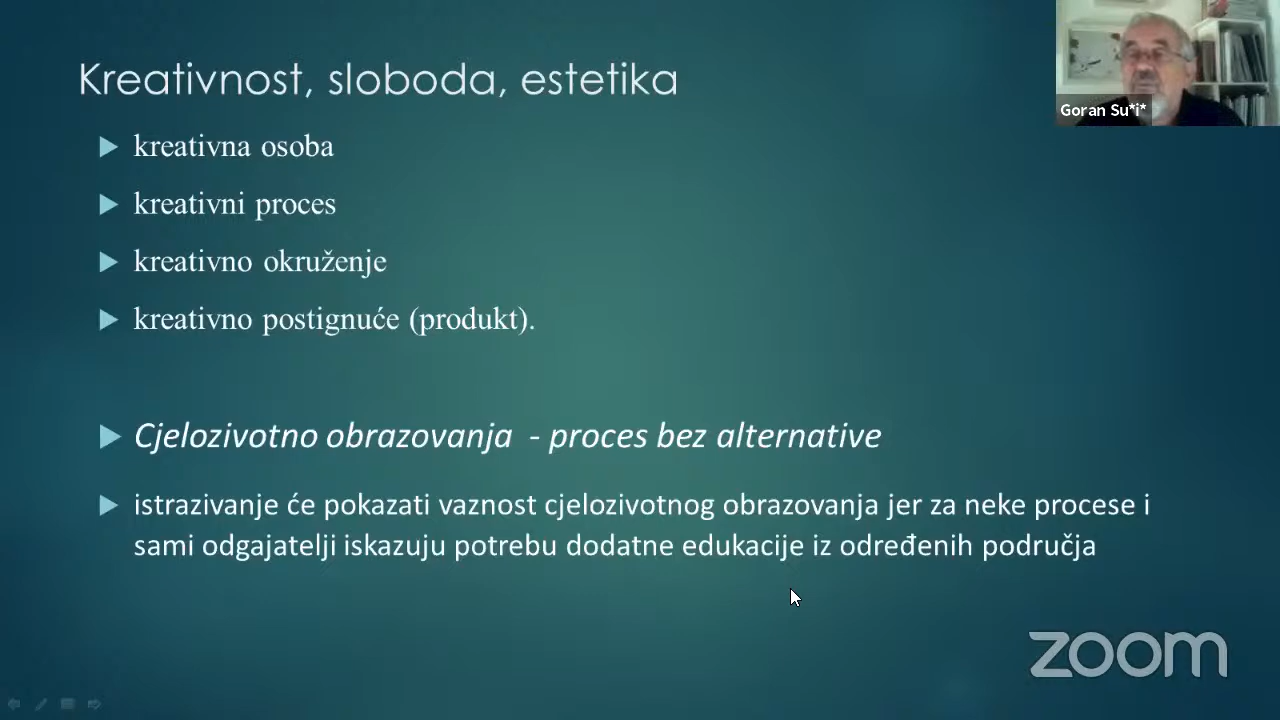 Kreativnost, sloboda, estetika
Goran Su*i*
kreativna osoba
kreativni proces
kreativno okruženje
kreativno postignuće (produkt).
Cjelozivotno obrazovanja - proces bez alternative
istrazivanje će pokazati vaznost cjelozivotnog obrazovanja jer za neke procese i
sami odgajatelji iskazuju potrebu dodatne edukacije iz određenih područja
zoom